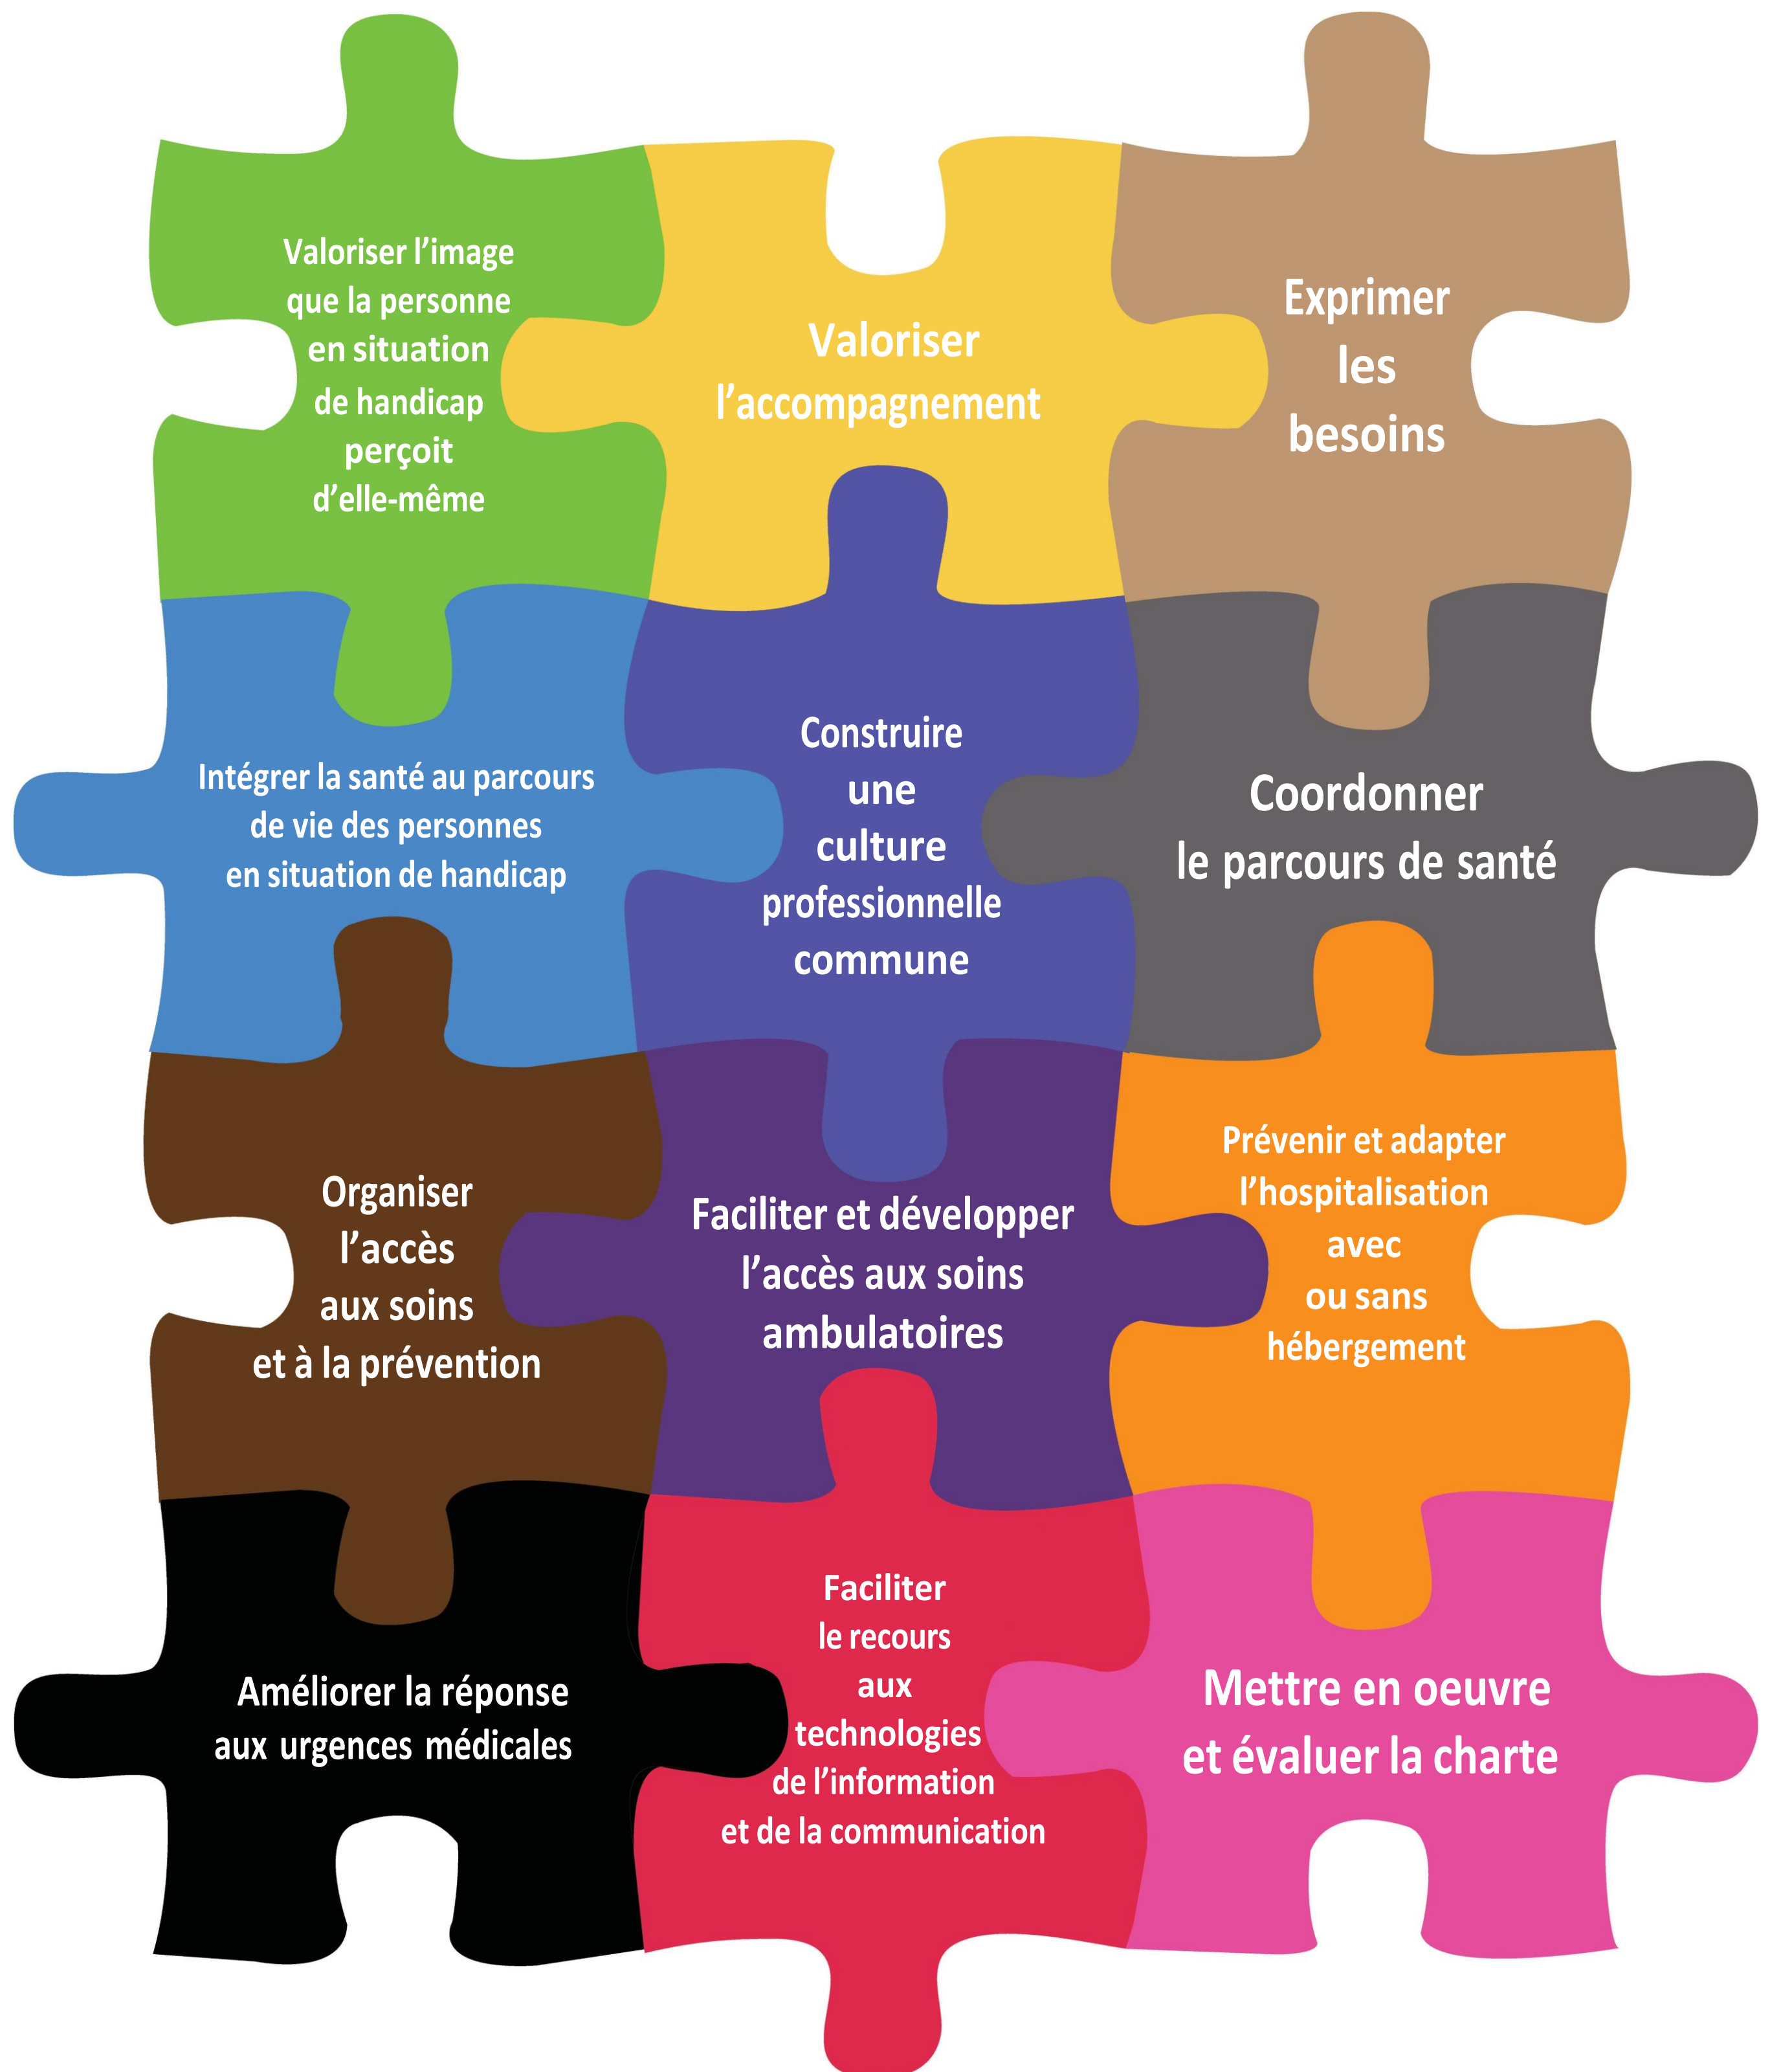 Valoriser l’image
que la personne
en situation
de handicap
perçoit
d’elle-même
Valoriser
l’accompagnement
Exprimer
les
besoins
Intégrer la santé au parcours
de vie des personnes
en situation de handicap
Construire
une
culture
professionnelle
commune
Coordonner
le parcours de santé
Organiser
l’accès
aux soins
et à la prévention
Faciliter et développer
l’accès aux soins
ambulatoires
Prévenir et adapter
l’hospitalisation
avec
ou sans
hébergement
Améliorer la réponse
aux urgences médicales
Faciliter
le recours
aux
technologies
de l’information
et de la communication
Mettre en oeuvre
et évaluer la charte